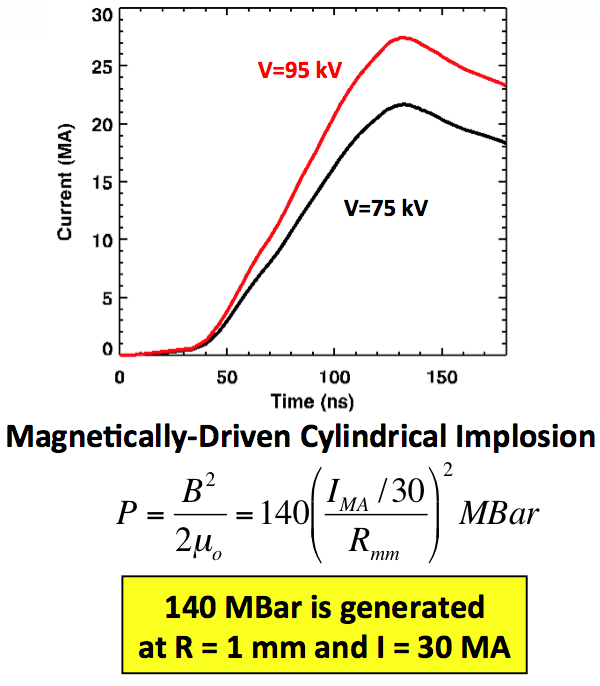 30
25
20
15
10
5
0
Current (MA)
V=95 kV
V=75 kV
0 50 100 150
Time (ns)
Magnetically-Driven Cylindrical Implosion
P = B² / 2μₒ = 140 (I_MA /30 / R_mm)² MBar
140 MBar is generated
at R = 1 mm and I = 30 MA